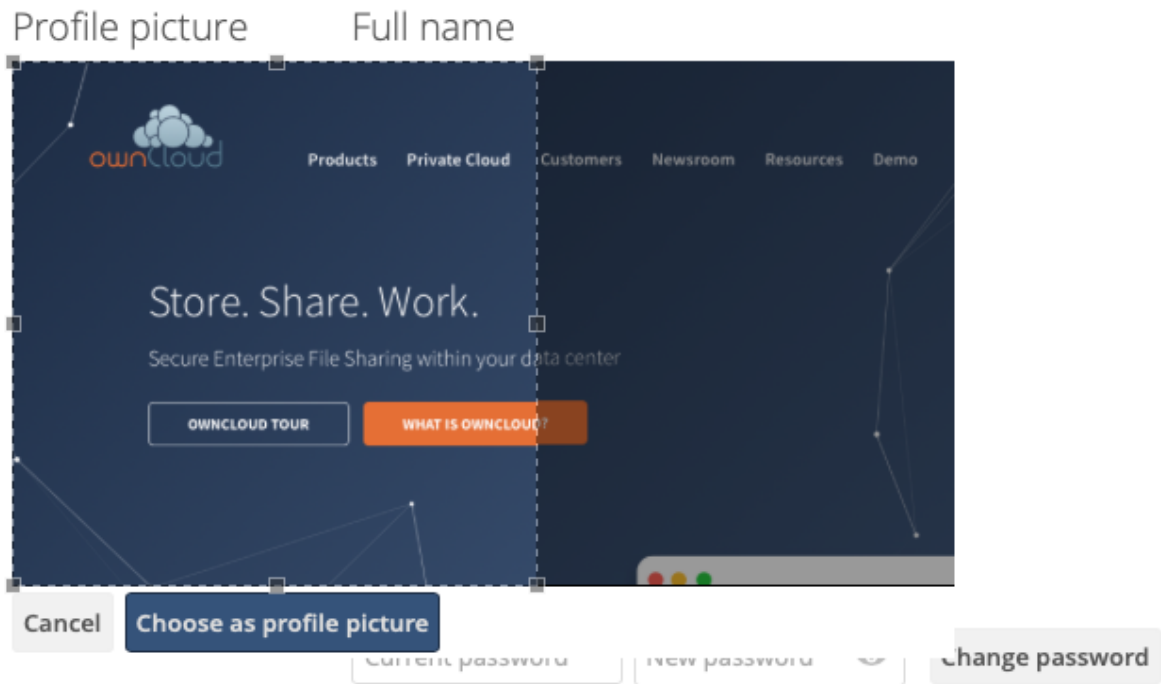 Profile picture Full name
ownCloud
Products Private Cloud Customers Newsroom Resources Demo
Store. Share. Work.
Secure Enterprise File Sharing within your data center
OWNCLOUD TOUR WHAT IS OWNCLOUD?
Cancel Choose as profile picture
Current password New password Change password